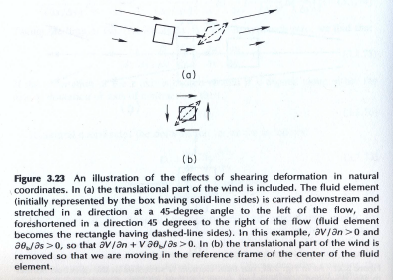 (a)
(b)
Figure 3.23 An illustration of the effects of shearing deformation in natural
coordinates. In (a) the translational part of the wind is included. The fluid element
(initially represented by the box having solid-line sides) is carried downstream and
stretched in a direction at a 45-degree angle to the left of the flow, and
foreshortened in a direction 45 degrees to the right of the flow (fluid element
becomes the rectangle having dashed-line sides). In this example, ∂V/∂n > 0 and
∂θ/∂s > 0, so that ∂V/∂n + V ∂θ/∂s > 0. In (b) the translational part of the wind is
removed so that we are moving in the reference frame of the center of the fluid
element.